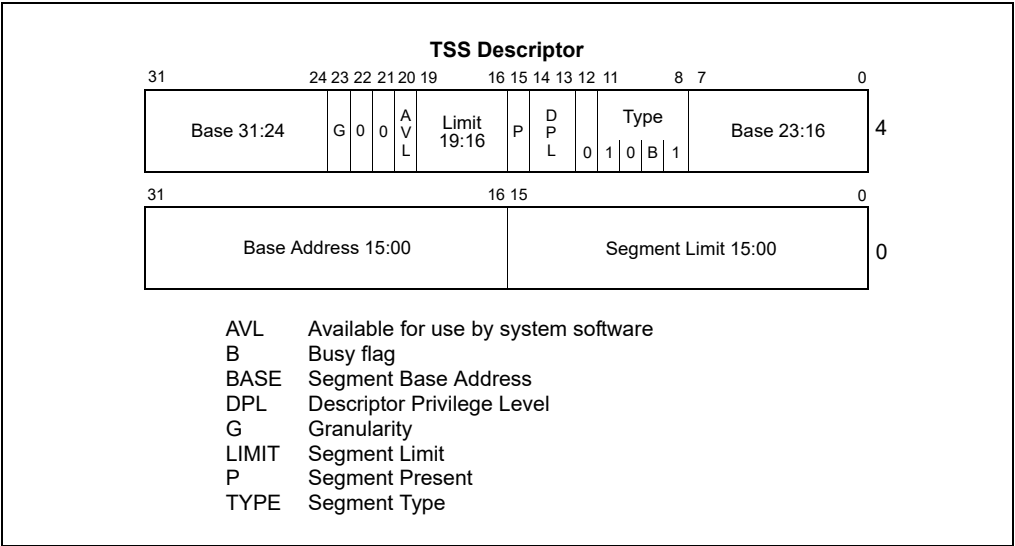 TSS Descriptor
31 24 23 22 21 20 19 16 15 14 13 12 11 8 7 0
Base 31:24 G 0 0 AVL Limit 19:16 P DPL 0 Type 1 0 B 1 Base 23:16 4
31 16 15 0
Base Address 15:00 Segment Limit 15:00 0
AVL Available for use by system software
B Busy flag
BASE Segment Base Address
DPL Descriptor Privilege Level
G Granularity
LIMIT Segment Limit
P Segment Present
TYPE Segment Type